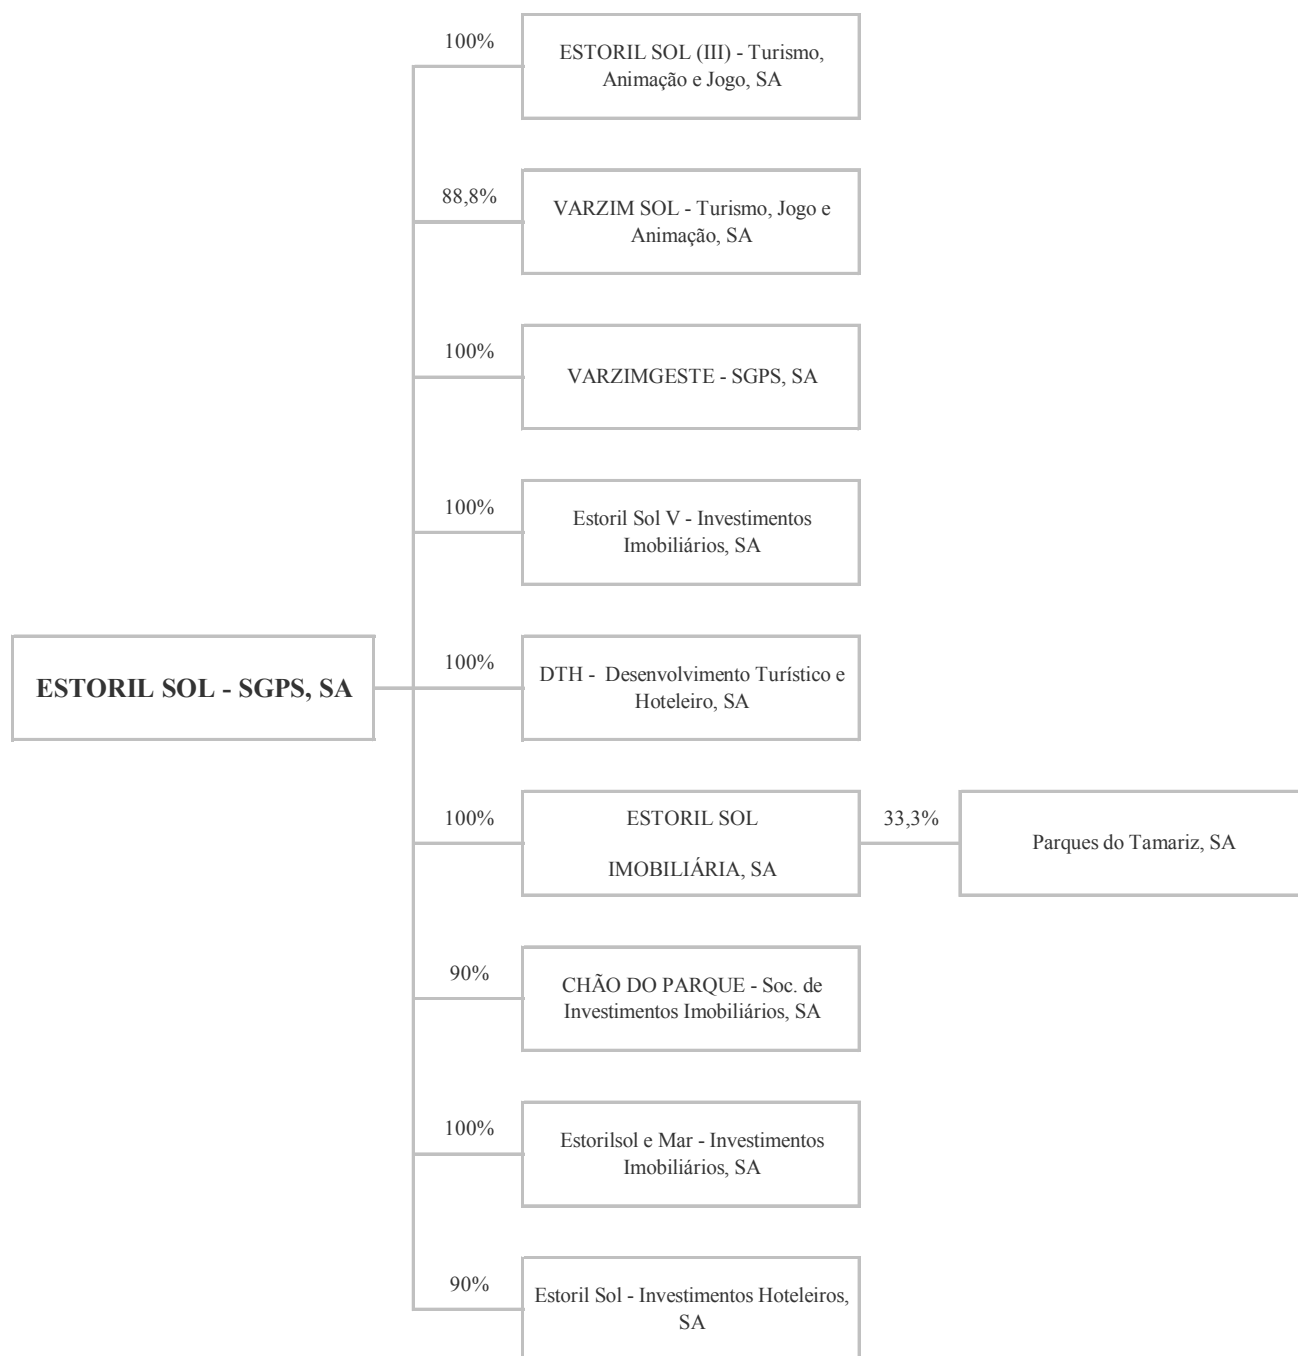 100%
ESTORIL SOL (III) - Turismo,
Animação e Jogo, SA
88,8%
VARZIM SOL - Turismo, Jogo e
Animação, SA
100%
VARZIMGESTE - SGPS, SA
100%
Estoril Sol V - Investimentos
Imobiliários, SA
ESTORIL SOL - SGPS, SA
100%
DTH - Desenvolvimento Turístico e
Hoteleiro, SA
100%
ESTORIL SOL
IMOBILIÁRIA, SA
33,3%
Parques do Tamariz, SA
90%
CHÃO DO PARQUE - Soc. de
Investimentos Imobiliários, SA
100%
Estorilsol e Mar - Investimentos
Imobiliários, SA
90%
Estoril Sol - Investimentos Hoteleiros,
SA